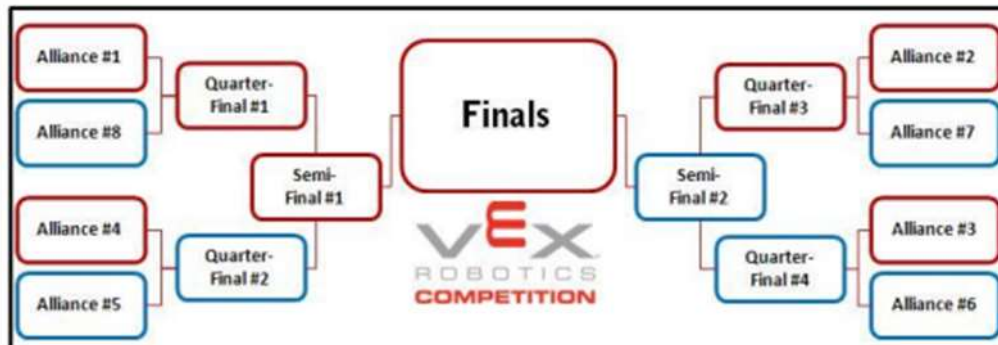 Alliance #1
Alliance #8
Quarter-
Final #1
Alliance #4
Alliance #5
Quarter-
Final #2
Semi-
Final #1
Finals
VEX
ROBOTICS
COMPETITION
Semi-
Final #2
Quarter-
Final #3
Alliance #2
Alliance #7
Quarter-
Final #4
Alliance #3
Alliance #6